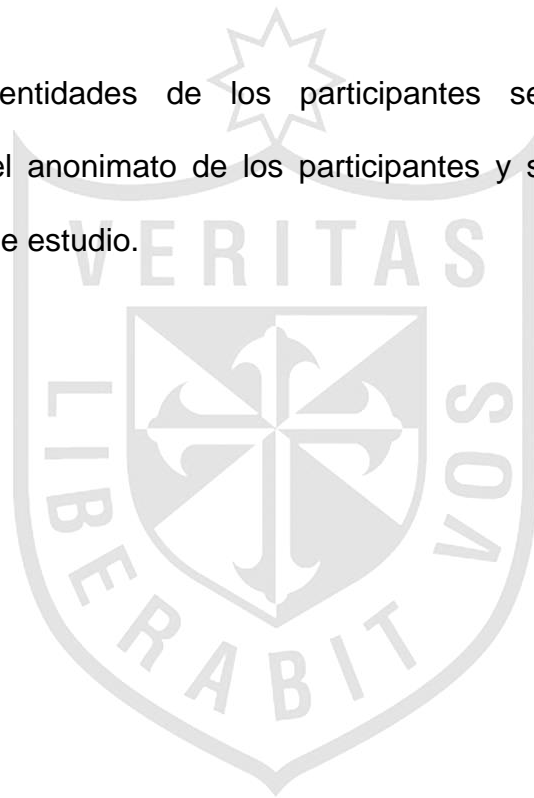 entidades de los participantes se
el anonimato de los participantes y s
e estudio.
VERITAS
LIBERABIT VOS